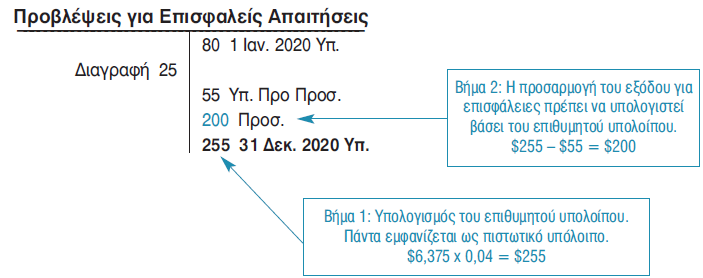 Προβλέψεις για Επισφαλείς Απαιτήσεις
80 1 Ιαν. 2020 Υπ.
Διαγραφή 25
55 Υπ. Προ Προσ.
200 Προσ.
255 31 Δεκ. 2020 Υπ.
Βήμα 2: Η προσαρμογή του εξόδου για
επισφάλειες πρέπει να υπολογιστεί
βάσει του επιθυμητού υπολοίπου.
$255 – $55 = $200
Βήμα 1: Υπολογισμός του επιθυμητού υπολοίπου.
Πάντα εμφανίζεται ως πιστωτικό υπόλοιπο.
$6,375 x 0,04 = $255